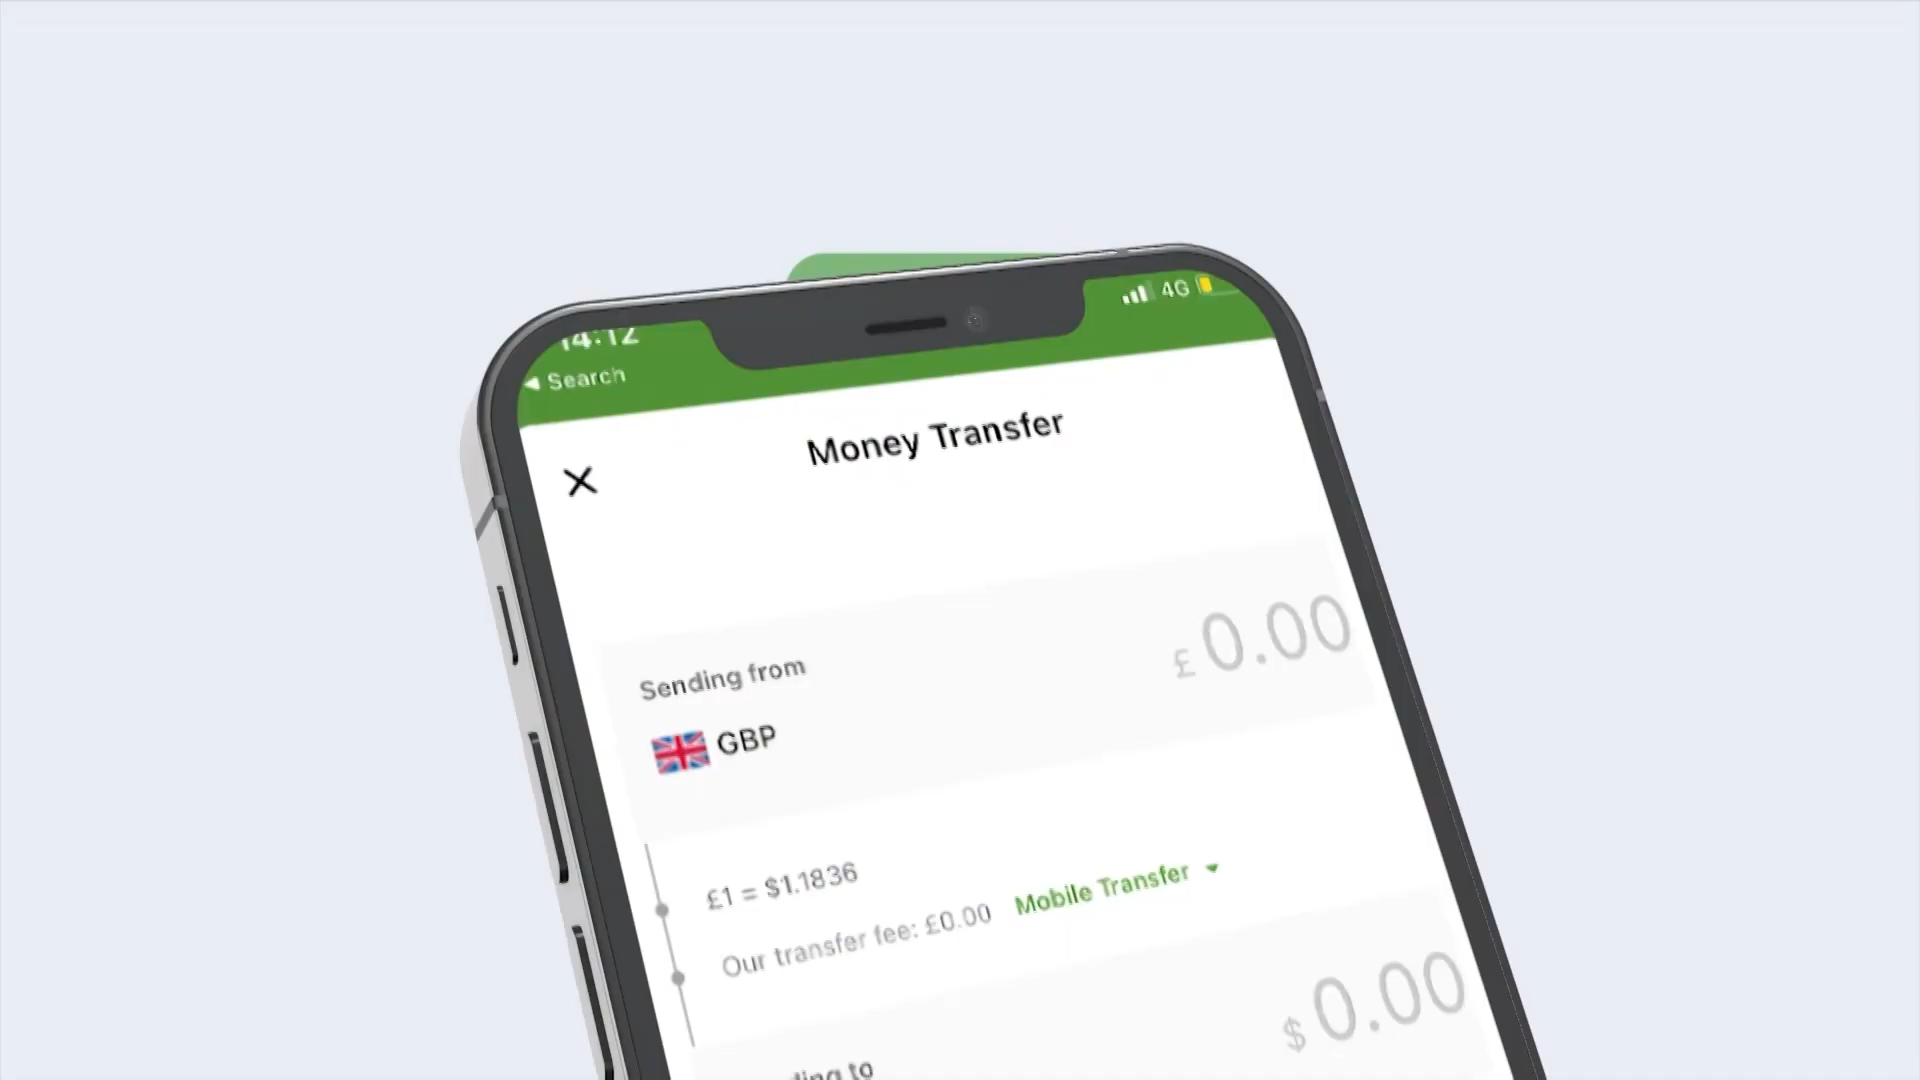 14:12
4G
Search
Money Transfer
Sending from
£ 0.00
GBP
£1 = $1.1836
Our transfer fee: £0.00 Mobile Transfer
$ 0.00
to